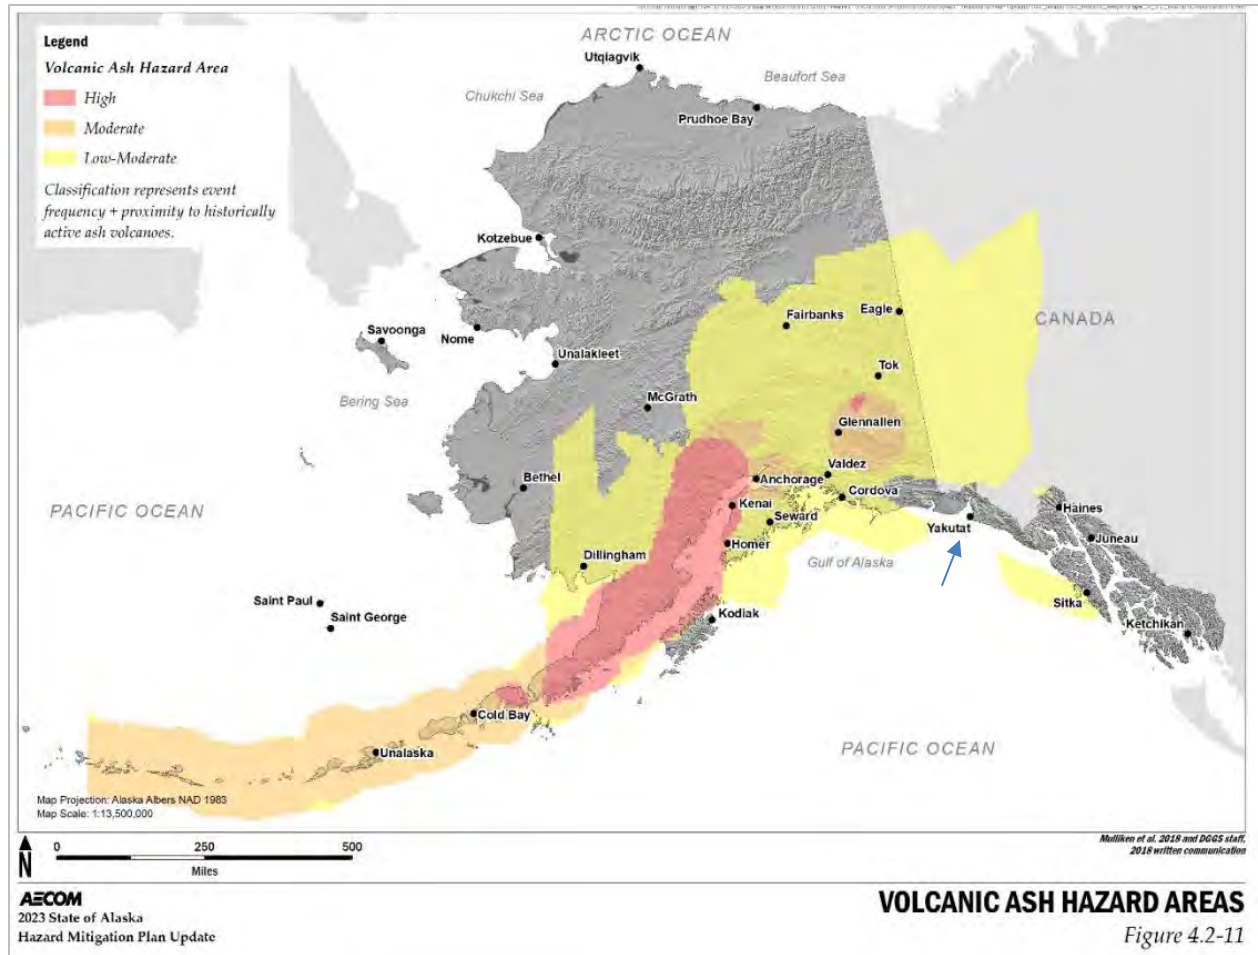 ARCTIC OCEAN
Utqiagvik
Beaufort Sea
Chukchi Sea
Prudhoe Bay
Legend
Volcanic Ash Hazard Area
High
Moderate
Low-Moderate
Classification represents event
frequency + proximity to historically
active ash volcanoes.
Kotzebue
Savoonga
Nome
Unalakleet
Fairbanks
Eagle
CANADA
Tok
McGrath
Bering Sea
Glennallen
Bethel
Valdez
Anchorage
Cordova
PACIFIC OCEAN
Kenai
Seward
Haines
Yakutat
Juneau
Homer
Dillingham
Gulf of Alaska
Saint Paul
Saint George
Kodiak
Sitka
Ketchikan
Cold Bay
Unalaska
PACIFIC OCEAN
Map Projection: Alaska Albers NAD 1983
Map Scale: 1:13,500,000
N
0 250 500
Miles
Mulliken et al. 2018 and DGGS staff,
2018 written communication
AECOM
2023 State of Alaska
Hazard Mitigation Plan Update
VOLCANIC ASH HAZARD AREAS
Figure 4.2-11